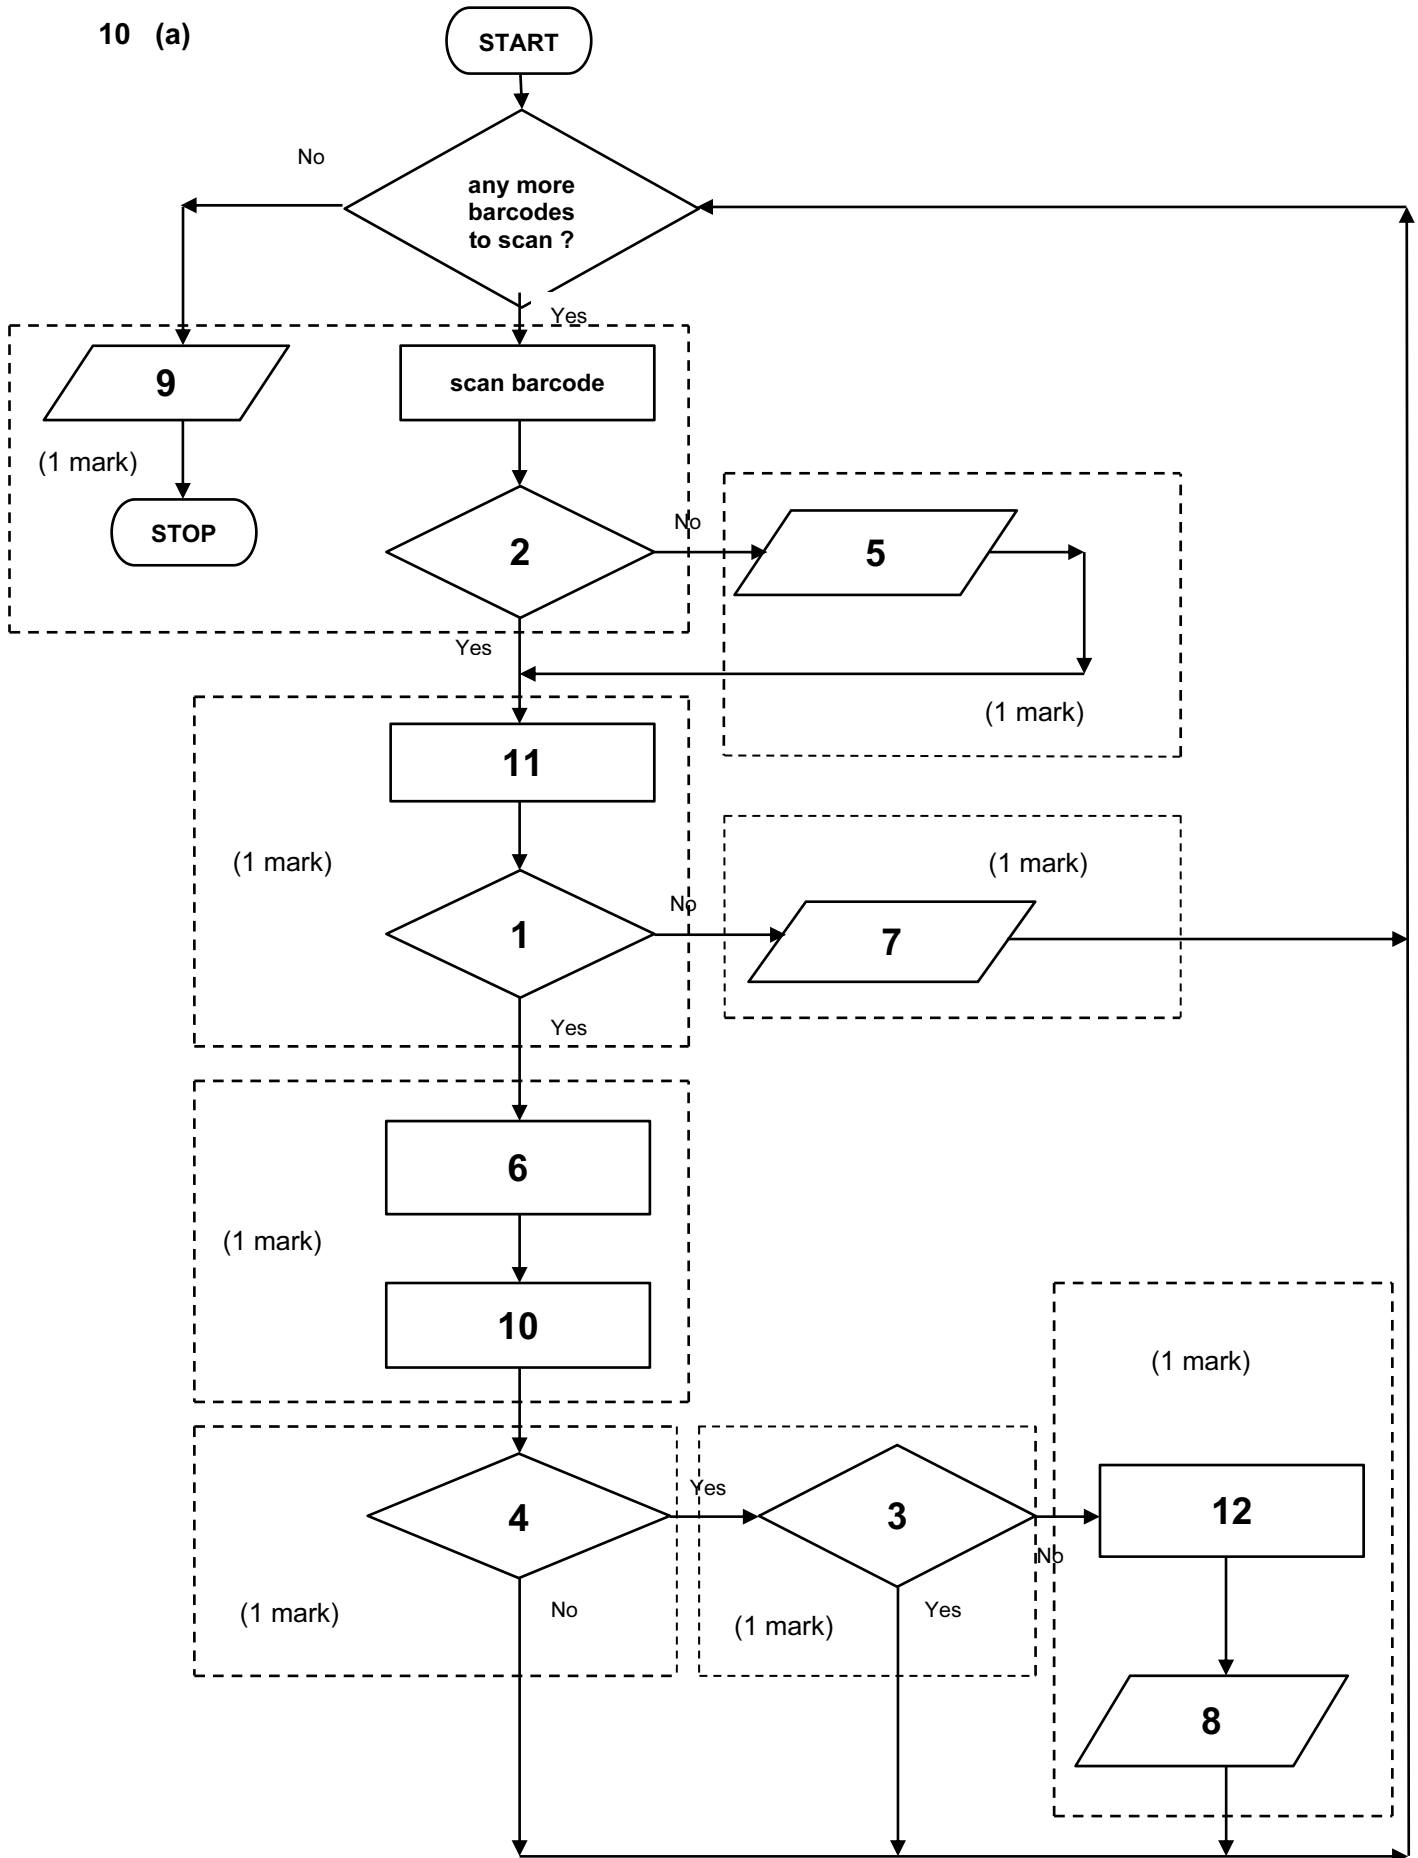 10 (a)
START
No
any more
barcodes
to scan ?
Yes
9
scan barcode
(1 mark)
STOP
2
No
5
Yes
(1 mark)
11
(1 mark)
(1 mark)
1
No
7
Yes
6
(1 mark)
10
(1 mark)
4
Yes
3
No
12
(1 mark)
No
(1 mark)
Yes
8